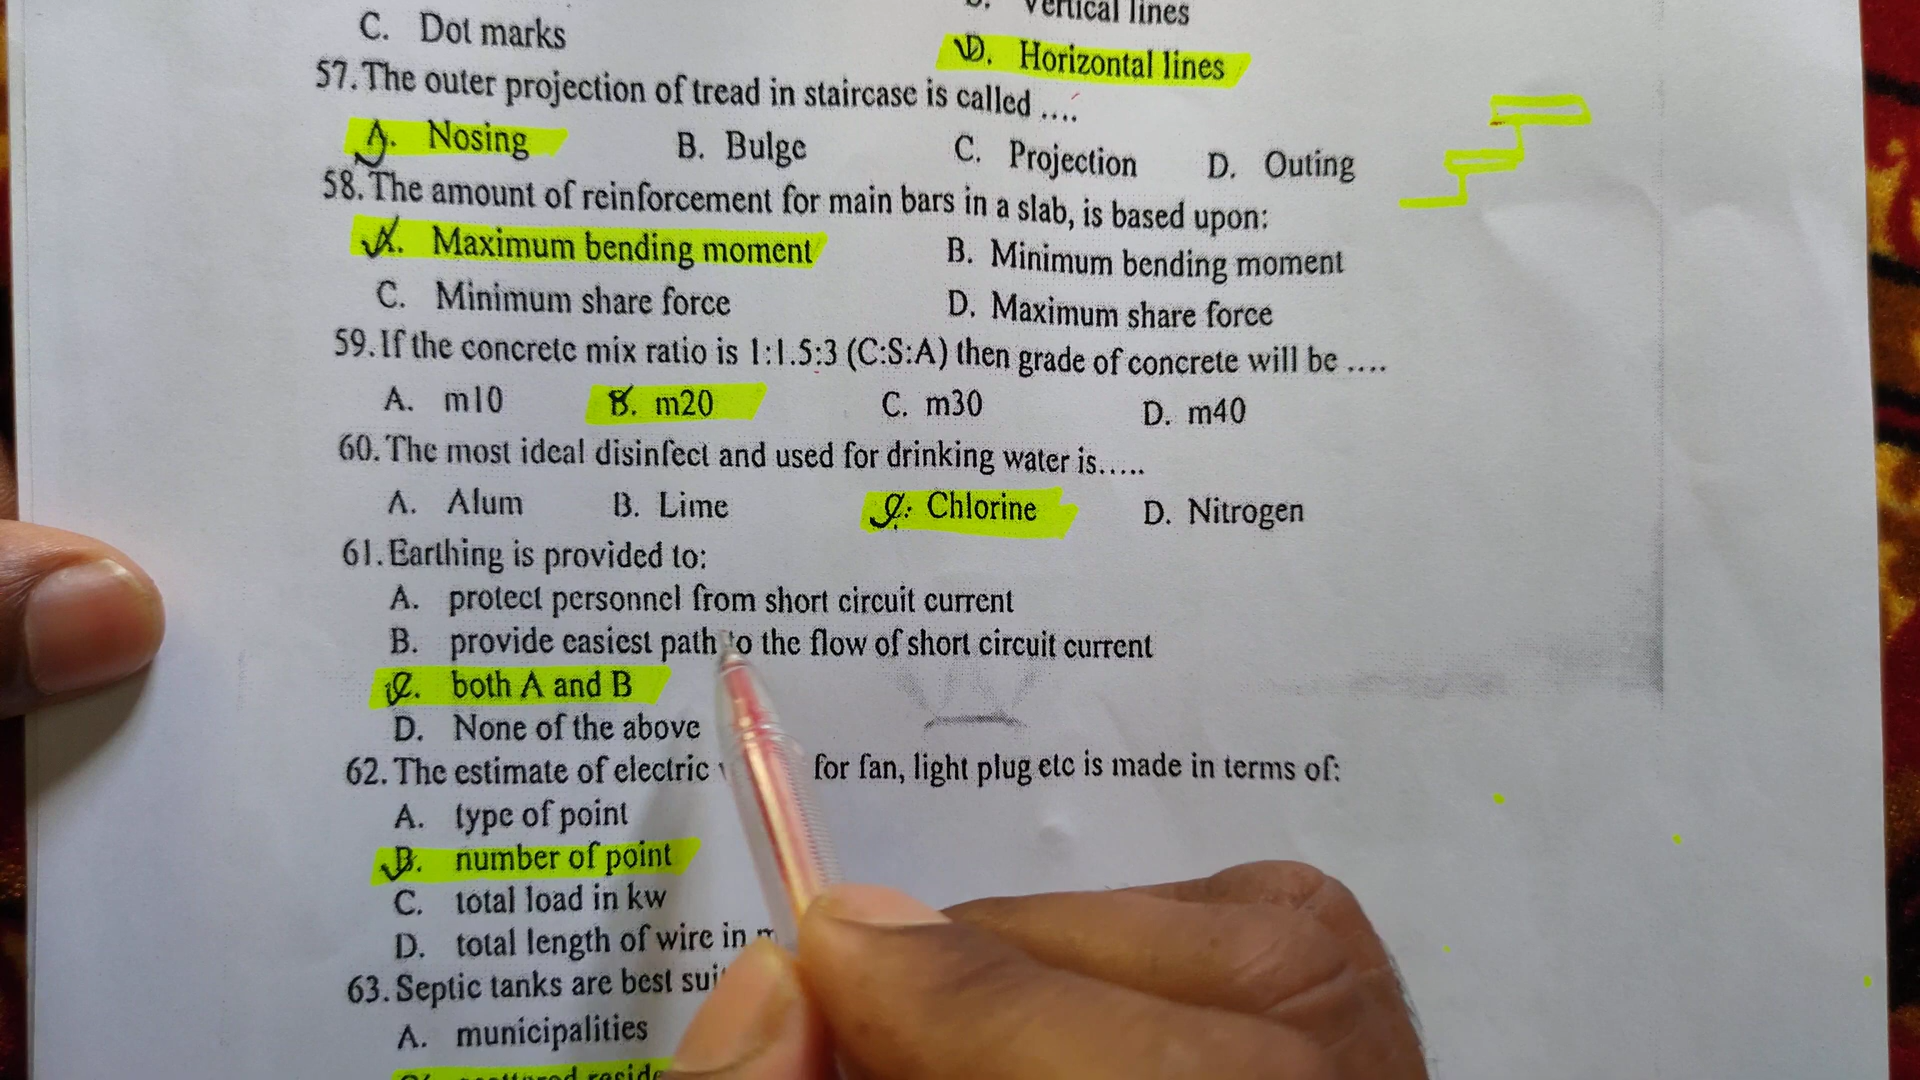 Vertical lines
C. Dot marks
D. Horizontal lines
57. The outer projection of tread in staircase is called ....
A. Nosing B. Bulge C. Projection D. Outing
58. The amount of reinforcement for main bars in a slab, is based upon:
A. Maximum bending moment B. Minimum bending moment
C. Minimum share force D. Maximum share force
59. If the concrete mix ratio is 1:1.5:3 (C:S:A) then grade of concrete will be ....
A. m10 B. m20 C. m30 D. m40
60. The most ideal disinfect and used for drinking water is.....
A. Alum B. Lime C. Chlorine D. Nitrogen
61. Earthing is provided to:
A. protect personnel from short circuit current
B. provide easiest path to the flow of short circuit current
C. both A and B
D. None of the above
62. The estimate of electric for fan, light plug etc is made in terms of:
A. type of point
B. number of point
C. total load in kw
D. total length of wire in
63. Septic tanks are best
A. municipalities